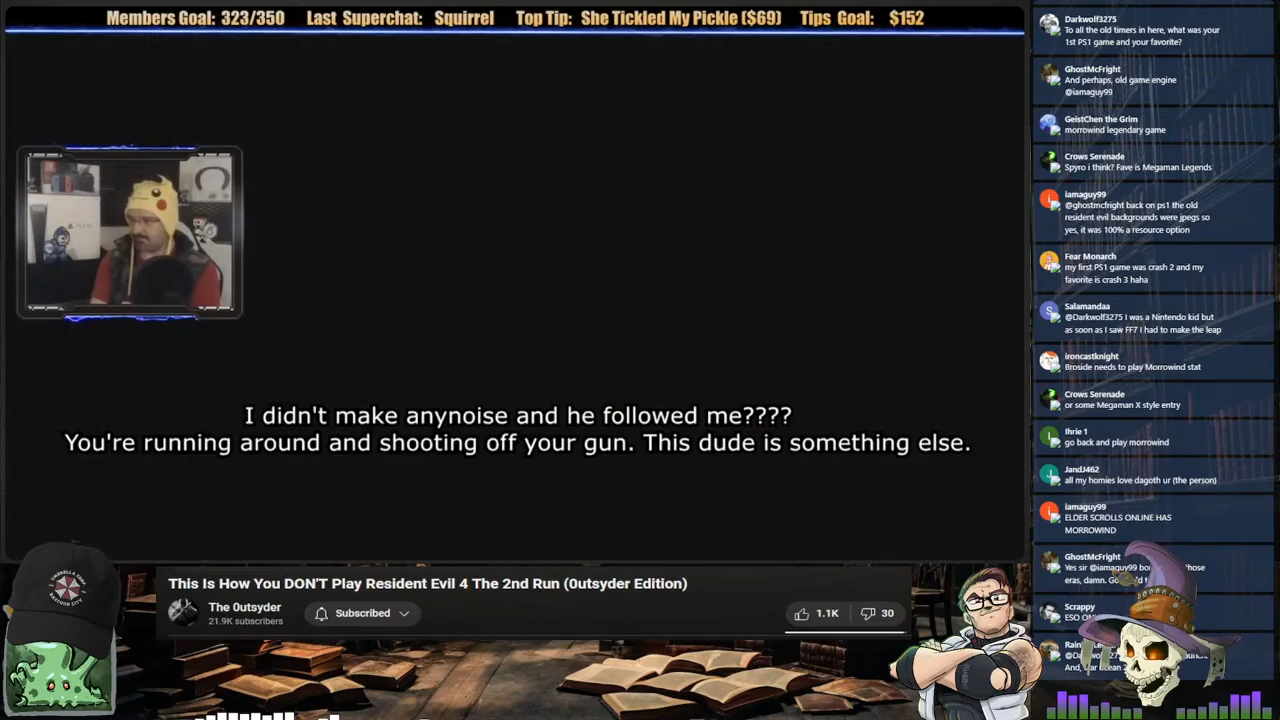 Members Goal: 323/350 Last Superchat: Squirrel Top Tip: She Tickled My Pickle ($69) Tips Goal: $152
I didn't make anynoise and he followed me????
You're running around and shooting off your gun. This dude is something else.
This Is How You DON'T Play Resident Evil 4 The 2nd Run (0utsyder Edition)
The 0utsyder
21.9K subscribers
Subscribed
1.1K
30
UMBRELLA CORP.
RACCOON CITY
Darkwolf3275
To all the old timers in here, what was your
1st PS1 game and your favorite?
GhostMcFright
And perhaps, old game engine
@iamaguy99
GeistChen the Grim
morrowind legendary game
Crows Serenade
Spyro i think? Fave is Megaman Legends
iamaguy99
@ghostmcfright back on ps1 the old
resident evil backgrounds were jpegs so
yes, it was 100% a resource option
Fear Monarch
my first PS1 game was crash 2 and my
favorite is crash 3 haha
Salamandaa
@Darkwolf3275 I was a Nintendo kid but
as soon as I saw FF7 I had to make the leap
ironcastknight
Broside needs to play Morrowind stat
Crows Serenade
or some Megaman X style entry
Ihrie 1
go back and play morrowind
JandJ462
all my homies love dagoth ur (the person)
iamaguy99
ELDER SCROLLS ONLINE HAS
MORROWIND
GhostMcFright
Yes sir @iamaguy99
eras, damn.
Scrappy
ESO
And,